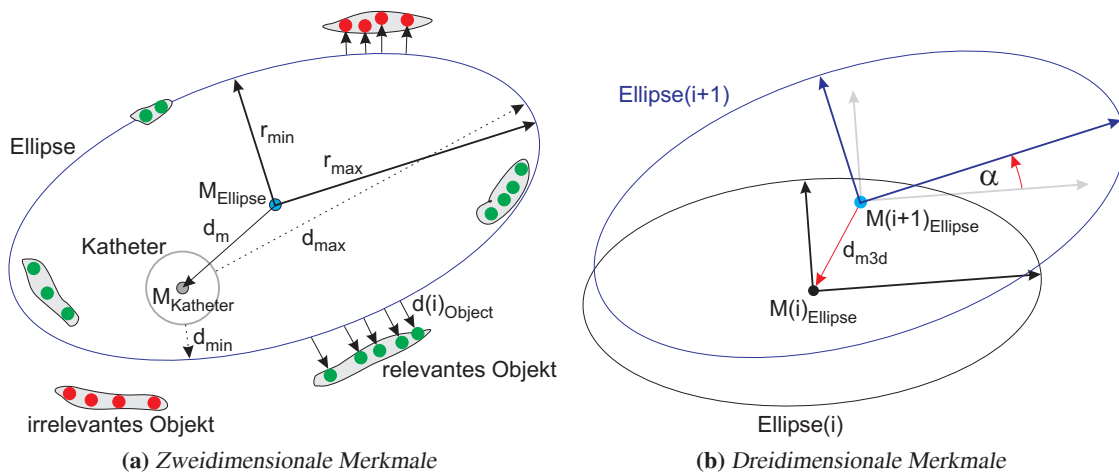 Ellipse
r_min
r_max
M_Ellipse
d_m
d_max
Katheter
M_Katheter
d_min
d(i)_Object
relevantes Objekt
irrelevantes Objekt
(a) Zweidimensionale Merkmale
Ellipse(i+1)
α
M(i+1)_Ellipse
d_m3d
M(i)_Ellipse
Ellipse(i)
(b) Dreidimensionale Merkmale